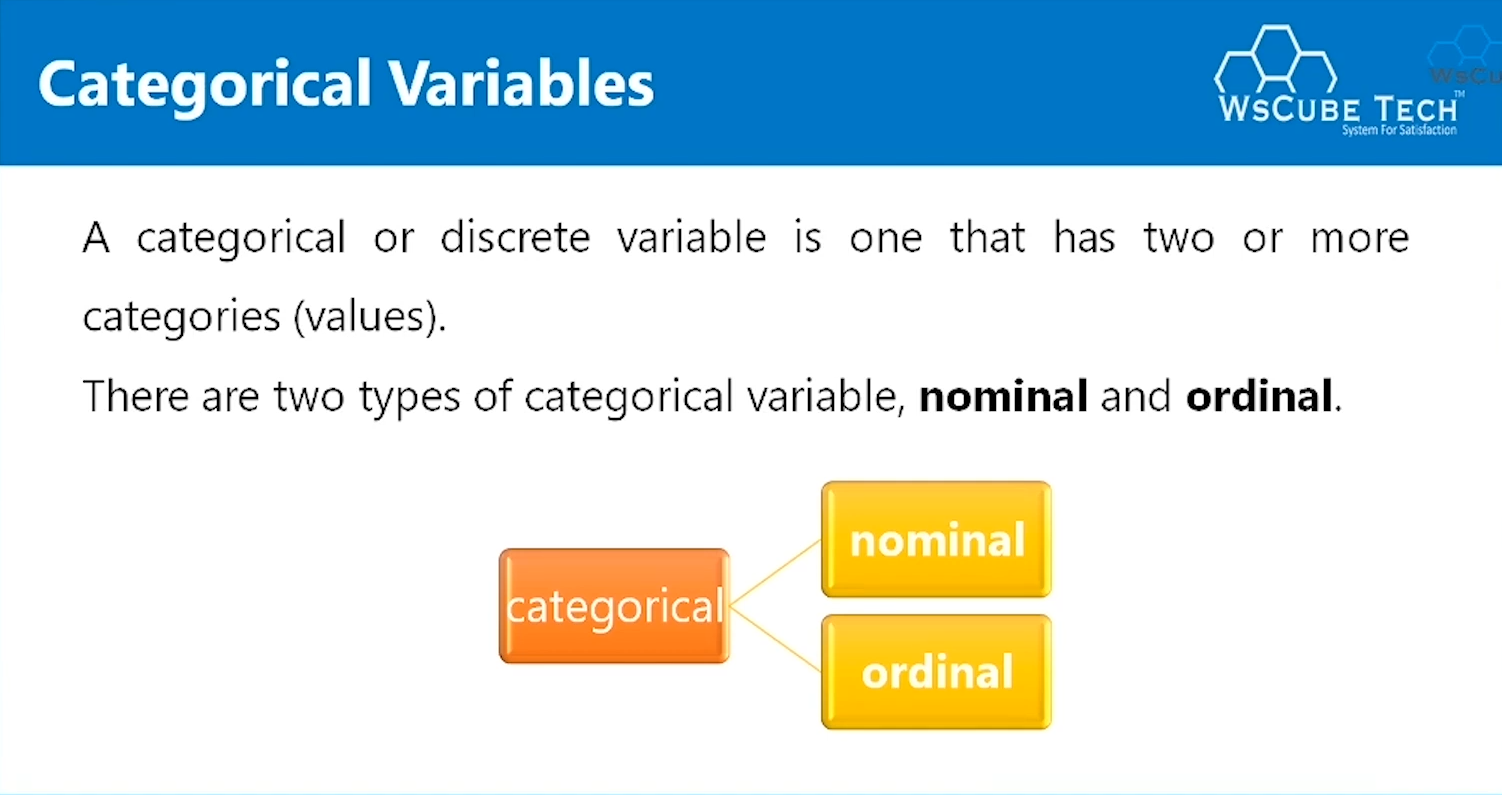 Categorical Variables
WSCUBE TECH™
System For Satisfaction
A categorical or discrete variable is one that has two or more
categories (values).
There are two types of categorical variable, nominal and ordinal.
nominal
categorical
ordinal